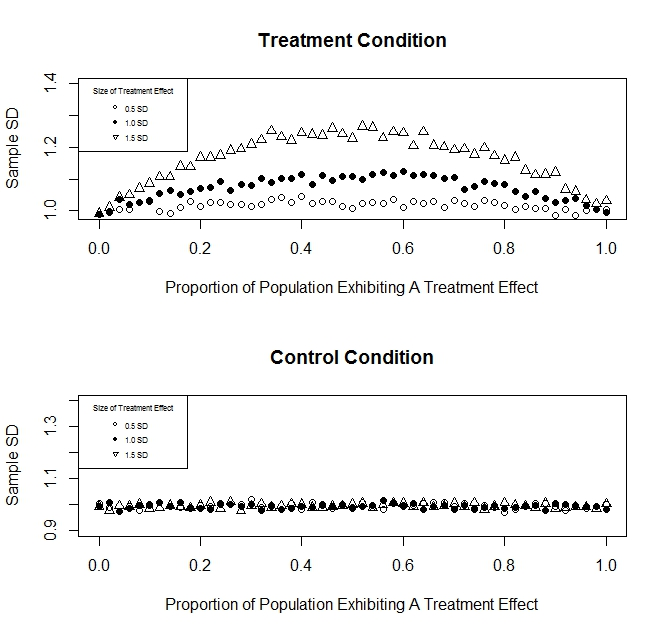 Treatment Condition
Sample SD
1.4
1.2
1.0
Size of Treatment Effect
0.5 SD
1.0 SD
1.5 SD
0.0 0.2 0.4 0.6 0.8 1.0
Proportion of Population Exhibiting A Treatment Effect
Control Condition
Sample SD
1.3
1.1
0.9
Size of Treatment Effect
0.5 SD
1.0 SD
1.5 SD
0.0 0.2 0.4 0.6 0.8 1.0
Proportion of Population Exhibiting A Treatment Effect